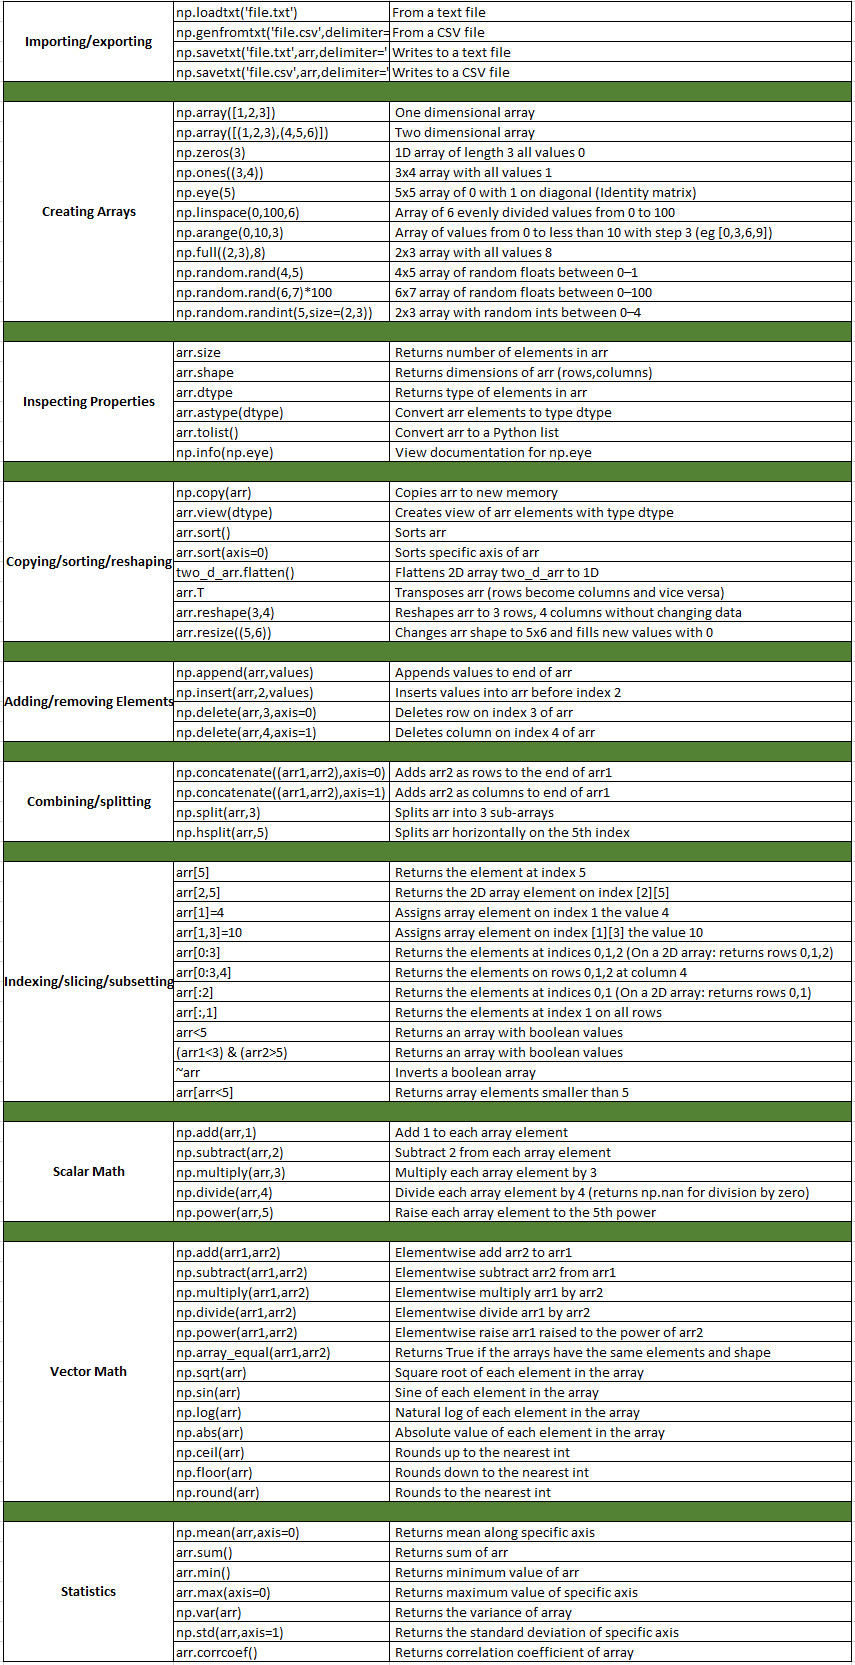 Importing/exporting
np.loadtxt('file.txt') From a text file
np.genfromtxt('file.csv',delimiter= From a CSV file
np.savetxt('file.txt',arr,delimiter=' Writes to a text file
np.savetxt('file.csv',arr,delimiter=' Writes to a CSV file
Creating Arrays
np.array([1,2,3]) One dimensional array
np.array([(1,2,3),(4,5,6)]) Two dimensional array
np.zeros(3) 1D array of length 3 all values 0
np.ones((3,4)) 3x4 array with all values 1
np.eye(5) 5x5 array of 0 with 1 on diagonal (Identity matrix)
np.linspace(0,100,6) Array of 6 evenly divided values from 0 to 100
np.arange(0,10,3) Array of values from 0 to less than 10 with step 3 (eg [0,3,6,9])
np.full((2,3),8) 2x3 array with all values 8
np.random.rand(4,5) 4x5 array of random floats between 0–1
np.random.rand(6,7)*100 6x7 array of random floats between 0–100
np.random.randint(5,size=(2,3)) 2x3 array with random ints between 0–4
Inspecting Properties
arr.size Returns number of elements in arr
arr.shape Returns dimensions of arr (rows,columns)
arr.dtype Returns type of elements in arr
arr.astype(dtype) Convert arr elements to type dtype
arr.tolist() Convert arr to a Python list
np.info(np.eye) View documentation for np.eye
Copying/sorting/reshaping
np.copy(arr) Copies arr to new memory
arr.view(dtype) Creates view of arr elements with type dtype
arr.sort() Sorts arr
arr.sort(axis=0) Sorts specific axis of arr
two_d_arr.flatten() Flattens 2D array two_d_arr to 1D
arr.T Transposes arr (rows become columns and vice versa)
arr.reshape(3,4) Reshapes arr to 3 rows, 4 columns without changing data
arr.resize((5,6)) Changes arr shape to 5x6 and fills new values with 0
Adding/removing Elements
np.append(arr,values) Appends values to end of arr
np.insert(arr,2,values) Inserts values into arr before index 2
np.delete(arr,3,axis=0) Deletes row on index 3 of arr
np.delete(arr,4,axis=1) Deletes column on index 4 of arr
Combining/splitting
np.concatenate((arr1,arr2),axis=0) Adds arr2 as rows to the end of arr1
np.concatenate((arr1,arr2),axis=1) Adds arr2 as columns to end of arr1
np.split(arr,3) Splits arr into 3 sub-arrays
np.hsplit(arr,5) Splits arr horizontally on the 5th index
Indexing/slicing/subsetting
arr[5] Returns the element at index 5
arr[2,5] Returns the 2D array element on index [2][5]
arr[1]=4 Assigns array element on index 1 the value 4
arr[1,3]=10 Assigns array element on index [1][3] the value 10
arr[0:3] Returns the elements at indices 0,1,2 (On a 2D array: returns rows 0,1,2)
arr[0:3,4] Returns the elements on rows 0,1,2 at column 4
arr[:2] Returns the elements at indices 0,1 (On a 2D array: returns rows 0,1)
arr[:,1] Returns the elements at index 1 on all rows
arr<5 Returns an array with boolean values
(arr1<3) & (arr2>5) Returns an array with boolean values
~arr Inverts a boolean array
arr[arr<5] Returns array elements smaller than 5
Scalar Math
np.add(arr,1) Add 1 to each array element
np.subtract(arr,2) Subtract 2 from each array element
np.multiply(arr,3) Multiply each array element by 3
np.divide(arr,4) Divide each array element by 4 (returns np.nan for division by zero)
np.power(arr,5) Raise each array element to the 5th power
Vector Math
np.add(arr1,arr2) Elementwise add arr2 to arr1
np.subtract(arr1,arr2) Elementwise subtract arr2 from arr1
np.multiply(arr1,arr2) Elementwise multiply arr1 by arr2
np.divide(arr1,arr2) Elementwise divide arr1 by arr2
np.power(arr1,arr2) Elementwise raise arr1 raised to the power of arr2
np.array_equal(arr1,arr2) Returns True if the arrays have the same elements and shape
np.sqrt(arr) Square root of each element in the array
np.sin(arr) Sine of each element in the array
np.log(arr) Natural log of each element in the array
np.abs(arr) Absolute value of each element in the array
np.ceil(arr) Rounds up to the nearest int
np.floor(arr) Rounds down to the nearest int
np.round(arr) Rounds to the nearest int
Statistics
np.mean(arr,axis=0) Returns mean along specific axis
arr.sum() Returns sum of arr
arr.min() Returns minimum value of arr
arr.max(axis=0) Returns maximum value of specific axis
np.var(arr) Returns the variance of array
np.std(arr,axis=1) Returns the standard deviation of specific axis
arr.corrcoef() Returns correlation coefficient of array